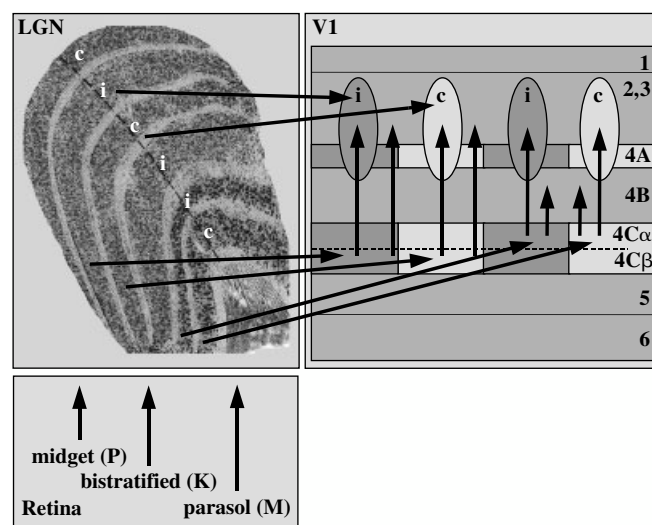 LGN
c
i
c
i
i
c
V1
1
i
c
i
c
2,3
4A
4B
4Cα
4Cβ
5
6
midget (P)
bistratified (K)
Retina
parasol (M)